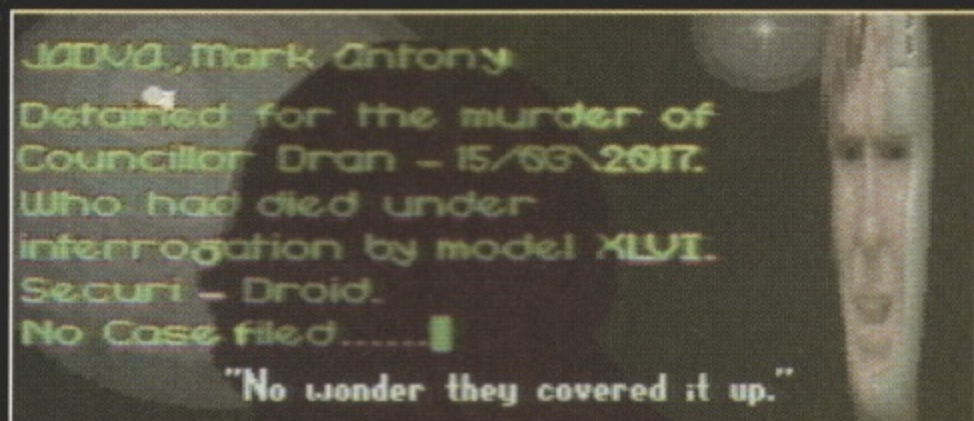 JADVA, Mark Antony
Detained for the murder of
Councillor Dran - 15/03\2017.
Who had died under
interrogation by model XLVI.
Securi - Droid.
No Case filed......
"No wonder they covered it up."